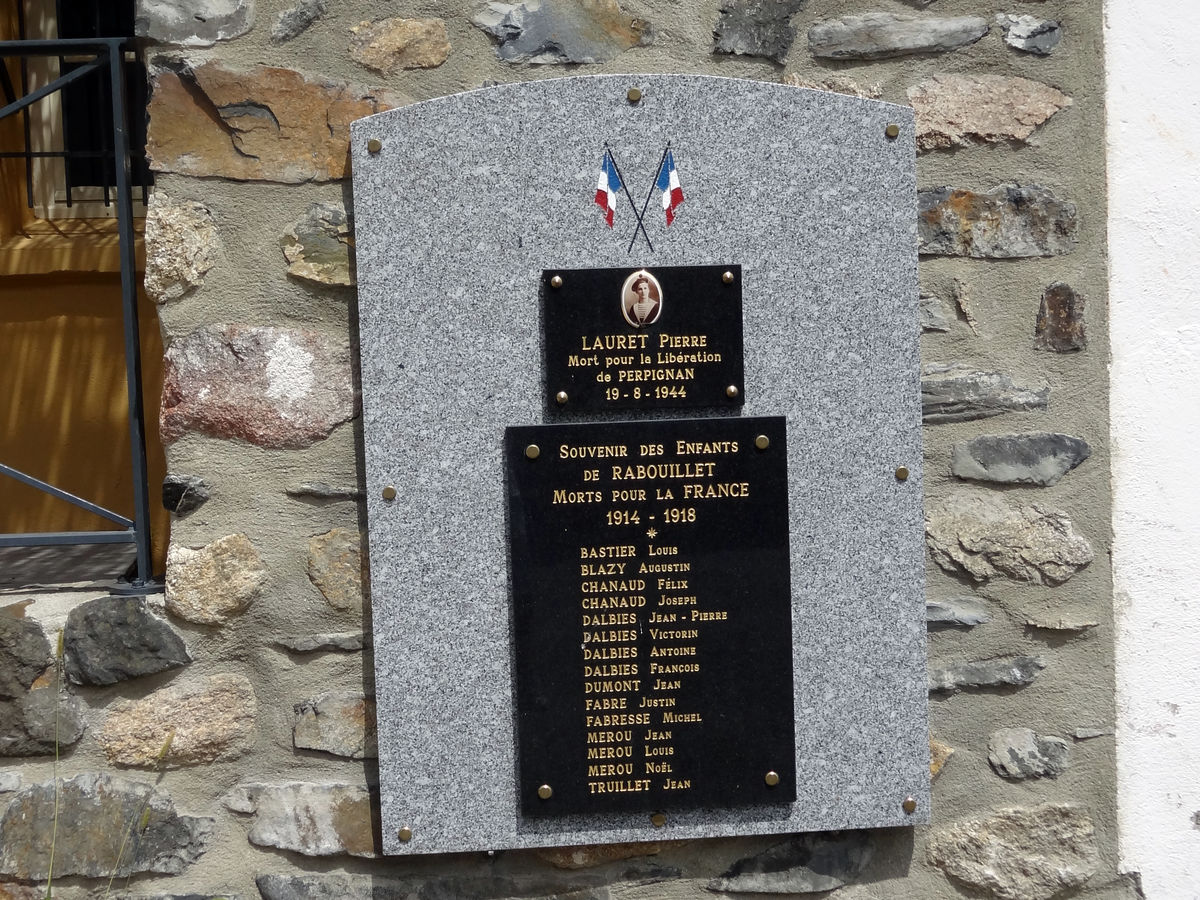 LAURET PIERRE
Mort pour la Libération
de PERPIGNAN
19-8-1944
SOUVENIR DES ENFANTS
DE RABOUILLET
MORTS POUR LA FRANCE
1914 - 1918
BASTIER LOUIS
BLAZY AUGUSTIN
CHANAUD FÉLIX
CHANAUD JOSEPH
DALBIES JEAN-PIERRE
DALBIES VICTORIN
DALBIES ANTOINE
DALBIES FRANÇOIS
DUMONT JEAN
FABRE JUSTIN
FABRESSE MICHEL
MEROU JEAN
MEROU LOUIS
MEROU NOËL
TRUILLET JEAN